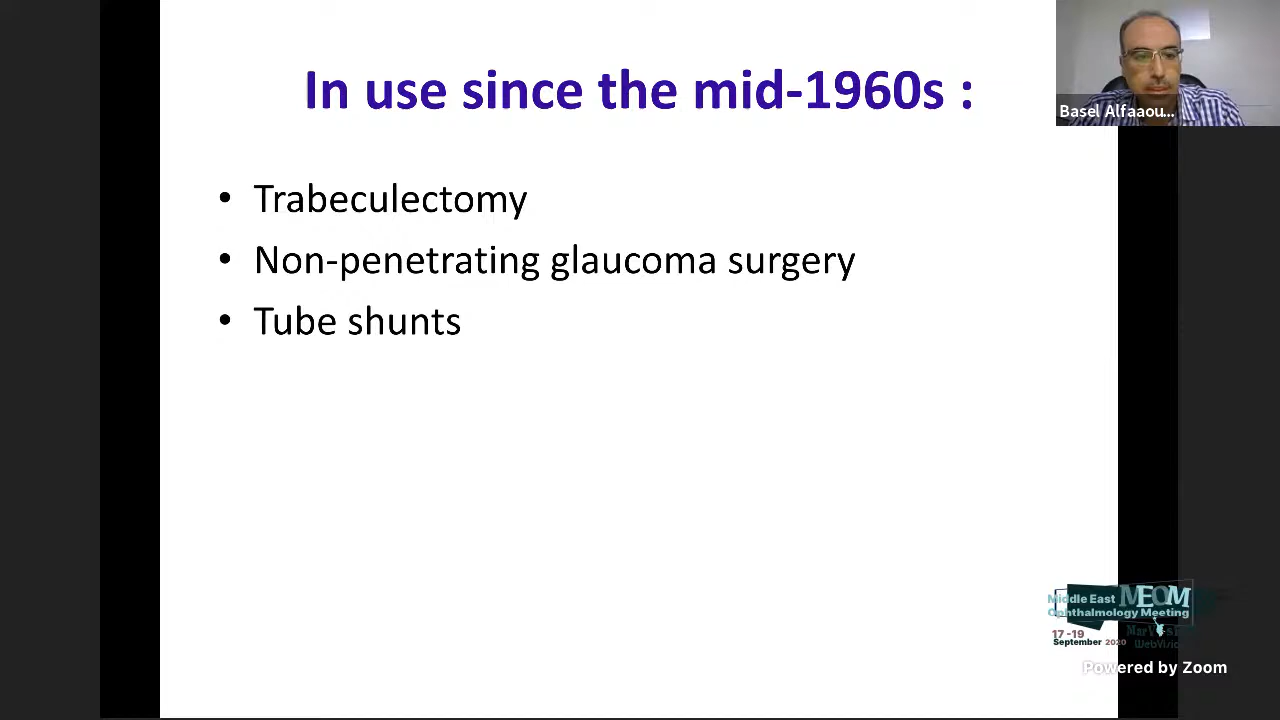 In use since the mid-1960s :
Basel Alfaaou...
• Trabeculectomy
• Non-penetrating glaucoma surgery
• Tube shunts
Middle East MEOM
Ophthalmology Meeting
17-19
September 2020
WebVisi
Powered by Zoom